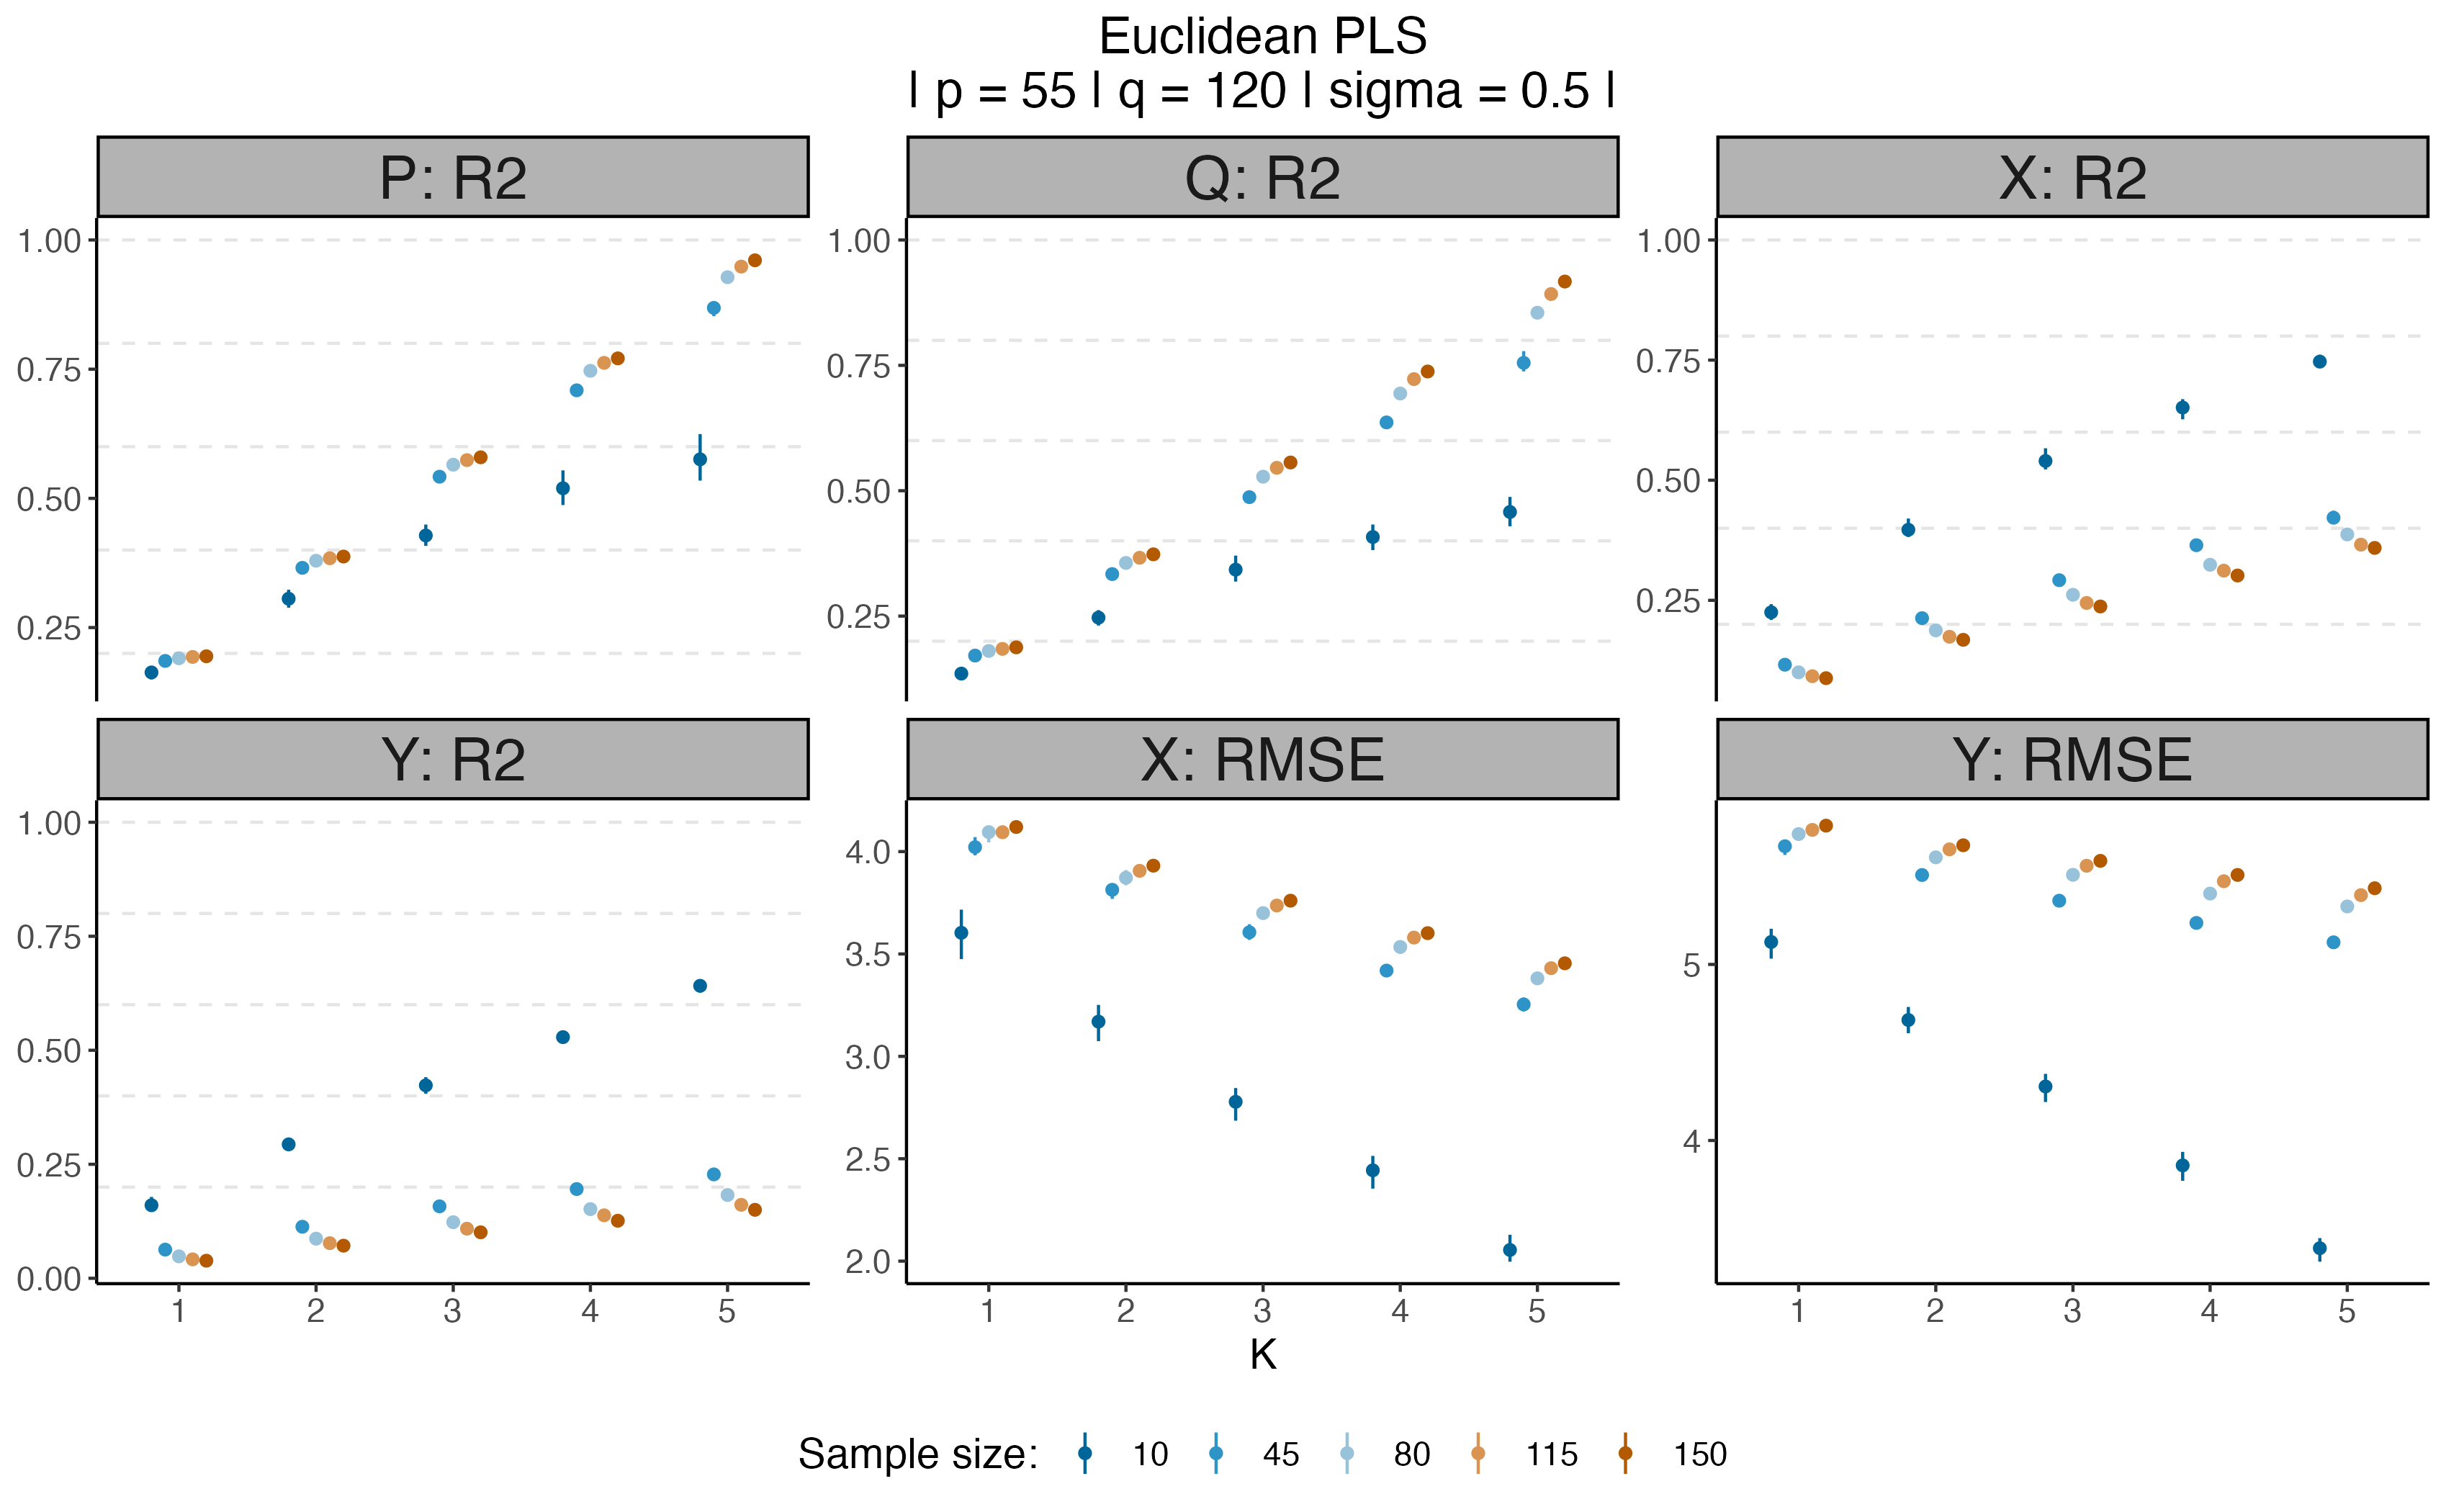 Euclidean PLS
| p = 55 | q = 120 | sigma = 0.5 |
P: R2
Q: R2
X: R2
1.00
0.75
0.50
0.25
1.00
0.75
0.50
0.25
1.00
0.75
0.50
0.25
Y: R2
X: RMSE
Y: RMSE
1.00
0.75
0.50
0.25
0.00
4.0
3.5
3.0
2.5
2.0
5
4
1 2 3 4 5
1 2 3 4 5
1 2 3 4 5
K
Sample size: 10 45 80 115 150